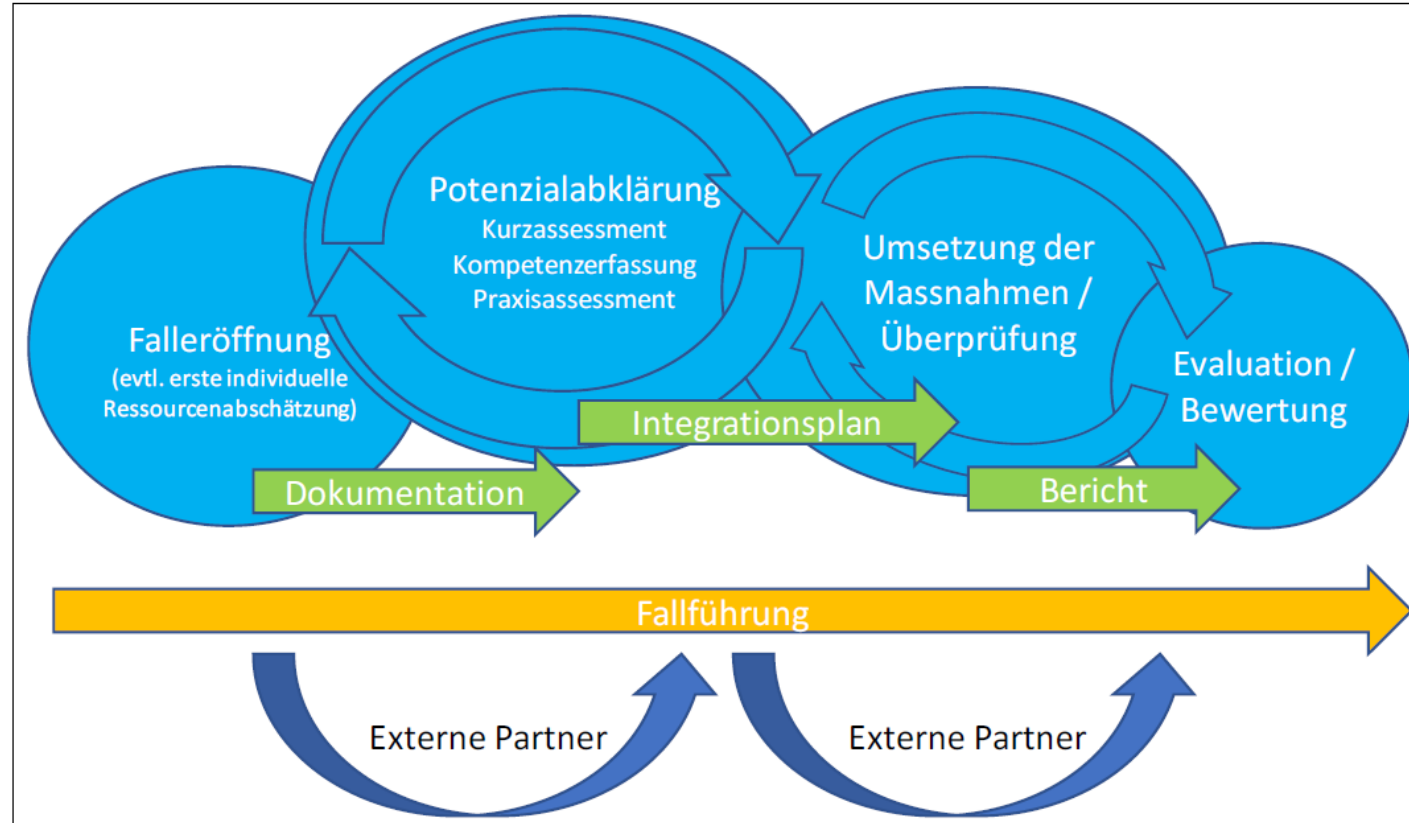 Falleröffnung
(evtl. erste individuelle
Ressourcenabschätzung)
Potenzialabklärung
Kurzassessment
Kompetenzerfassung
Praxisassessment
Umsetzung der
Massnahmen /
Überprüfung
Evaluation /
Bewertung
Dokumentation
Integrationsplan
Bericht
Fallführung
Externe Partner
Externe Partner